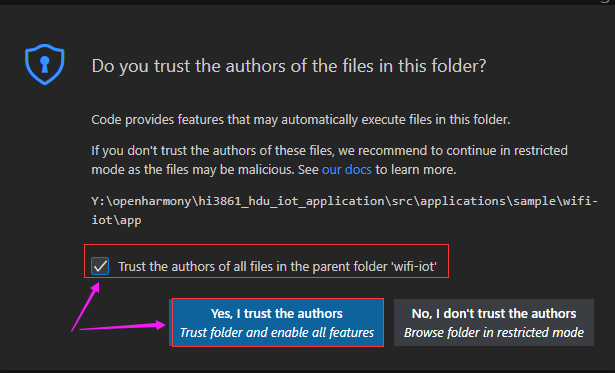 Do you trust the authors of the files in this folder?
Code provides features that may automatically execute files in this folder.
If you don't trust the authors of these files, we recommend to continue in restricted
mode as the files may be malicious. See our docs to learn more.
Y:\openharmony\hi3861_hdu_iot_application\src\applications\sample\wifi-
iot\app
Trust the authors of all files in the parent folder 'wifi-iot'
Yes, I trust the authors
Trust folder and enable all features
No, I don't trust the authors
Browse folder in restricted mode